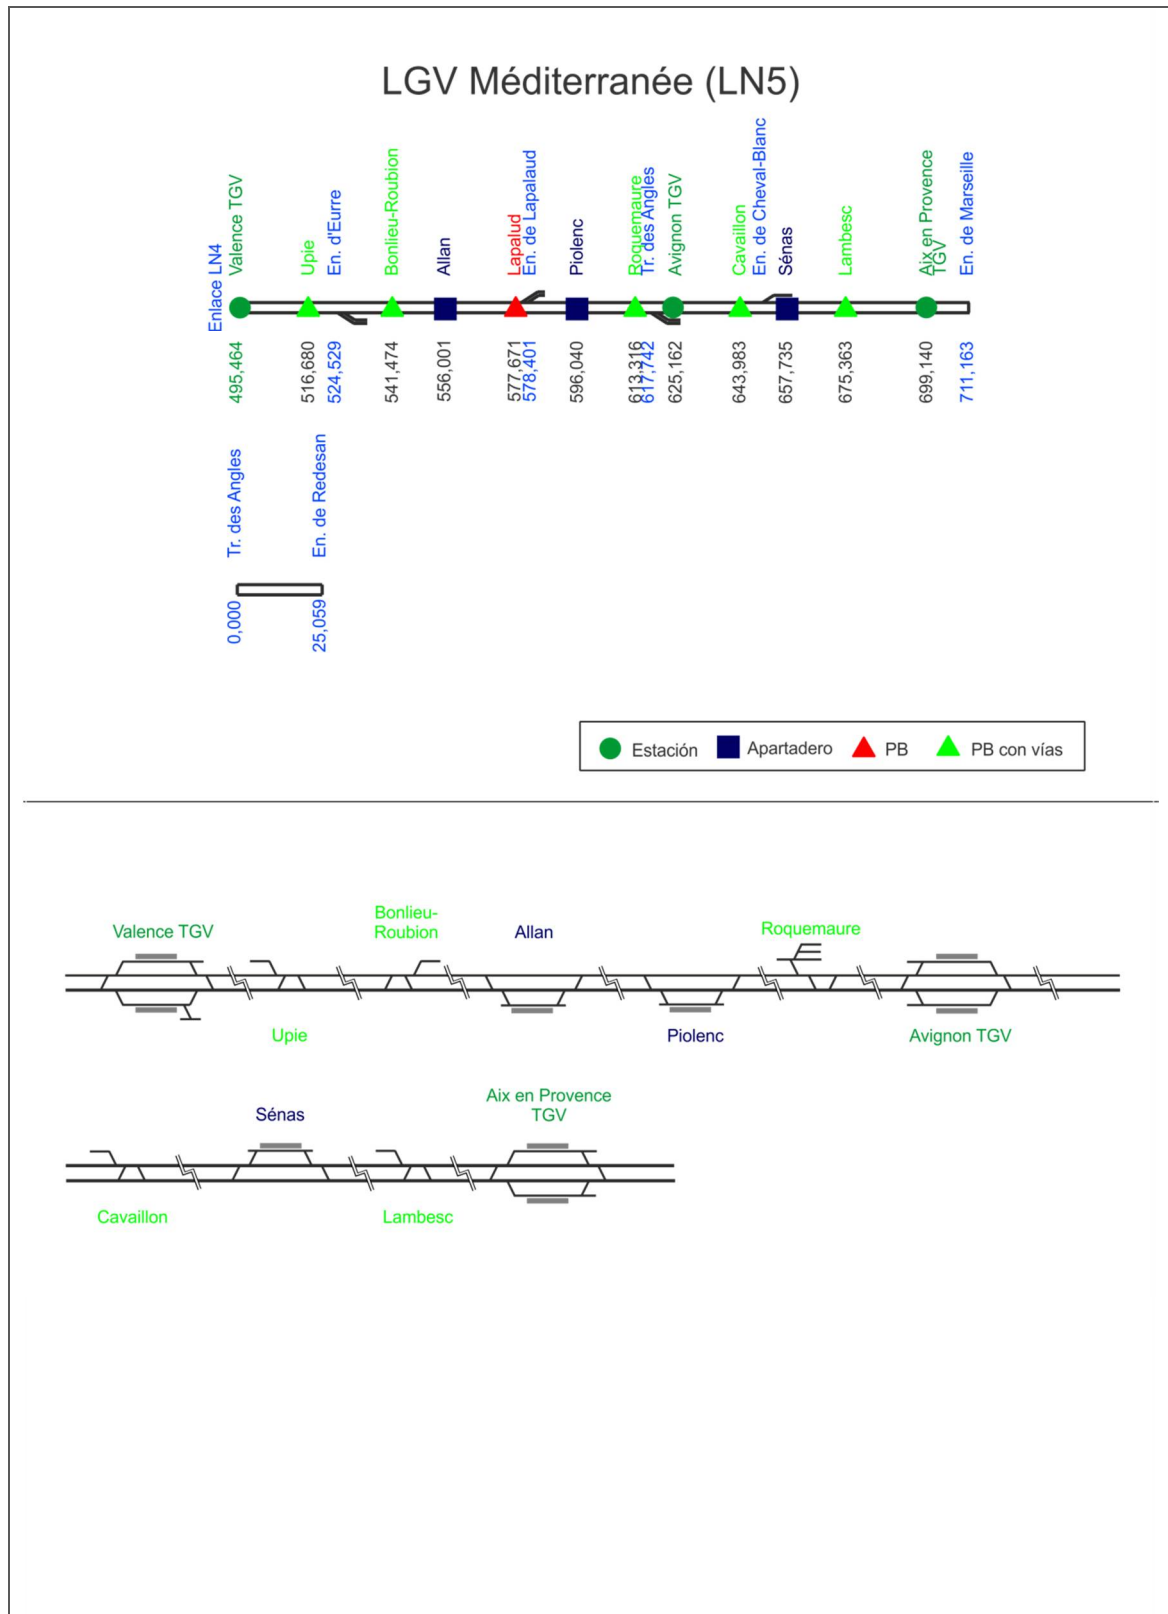 LGV Méditerranée (LN5)
Enlace LN4
Valence TGV
Upie
En. d'Eurre
Bonlieu-Roubion
Allan
Lapalud
En. de Lapalaud
Piolenc
Roquemaure
Tr. des Angles
Avignon TGV
Cavaillon
En. de Cheval-Blanc
Sénas
Lambesc
Aix en Provence
TGV
En. de Marseille
495,464
516,680
524,529
541,474
556,001
577,671
578,401
596,040
613,316
617,742
625,162
643,983
657,735
675,363
699,140
711,163
Tr. des Angles
En. de Redesan
0,000
25,059
Estación
Apartadero
PB
PB con vías
Valence TGV
Bonlieu-
Roubion
Allan
Roquemaure
Upie
Piolenc
Avignon TGV
Sénas
Aix en Provence
TGV
Cavaillon
Lambesc